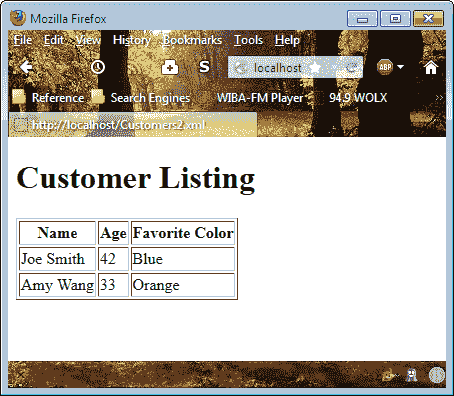 Mozilla Firefox
File Edit View History Bookmarks Tools Help
S localhost ABP
Reference Search Engines WIBA-FM Player 94.9 WOLX
http://localhost/Customers2.xml
Customer Listing
Name Age Favorite Color
Joe Smith 42 Blue
Amy Wang 33 Orange